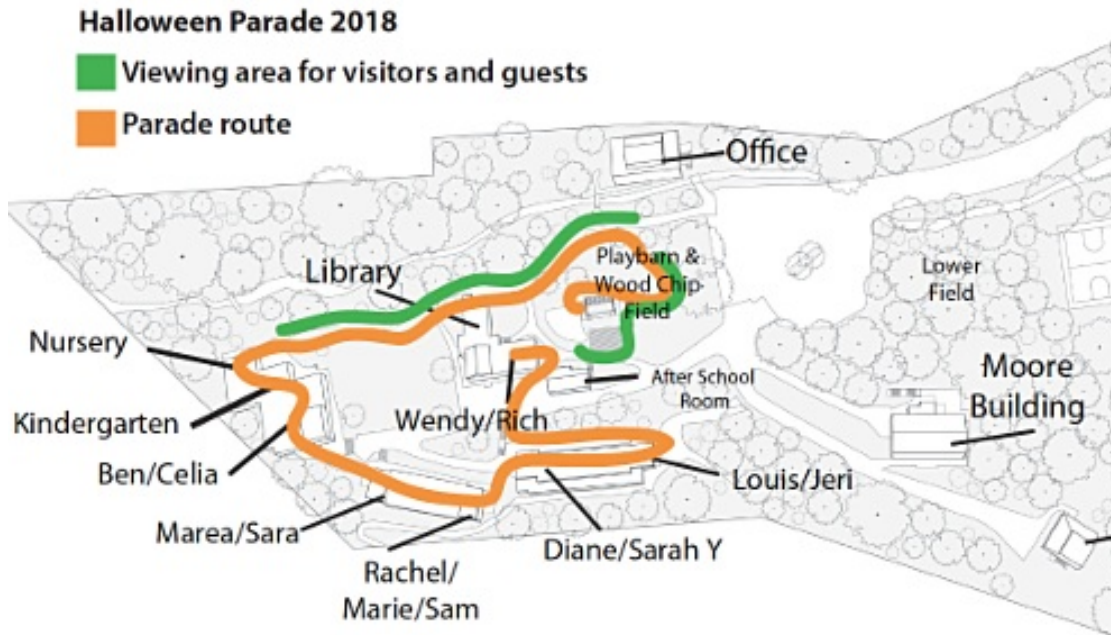 Halloween Parade 2018
Viewing area for visitors and guests
Parade route
Office
Library
Playbarn &
Wood Chip
Field
Lower
Field
Nursery
Kindergarten
Wendy/Rich
After School
Room
Moore
Building
Ben/Celia
Louis/Jeri
Marea/Sara
Diane/Sarah Y
Rachel/
Marie/Sam